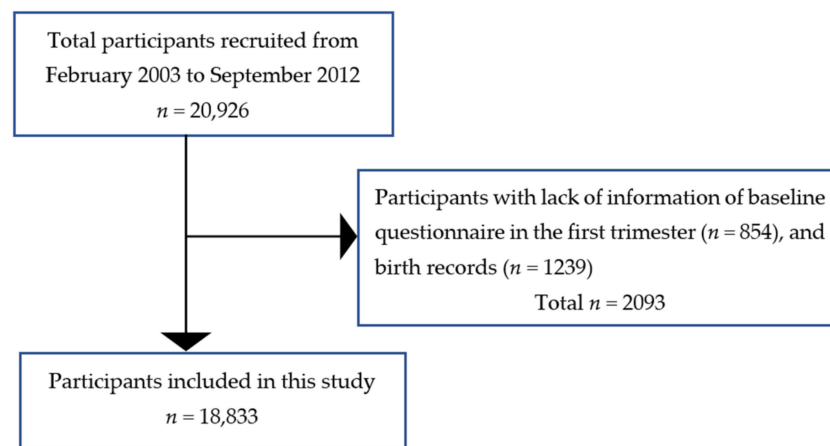 Total participants recruited from
February 2003 to September 2012
n = 20,926
Participants with lack of information of baseline
questionnaire in the first trimester (n = 854), and
birth records (n = 1239)
Total n = 2093
Participants included in this study
n = 18,833